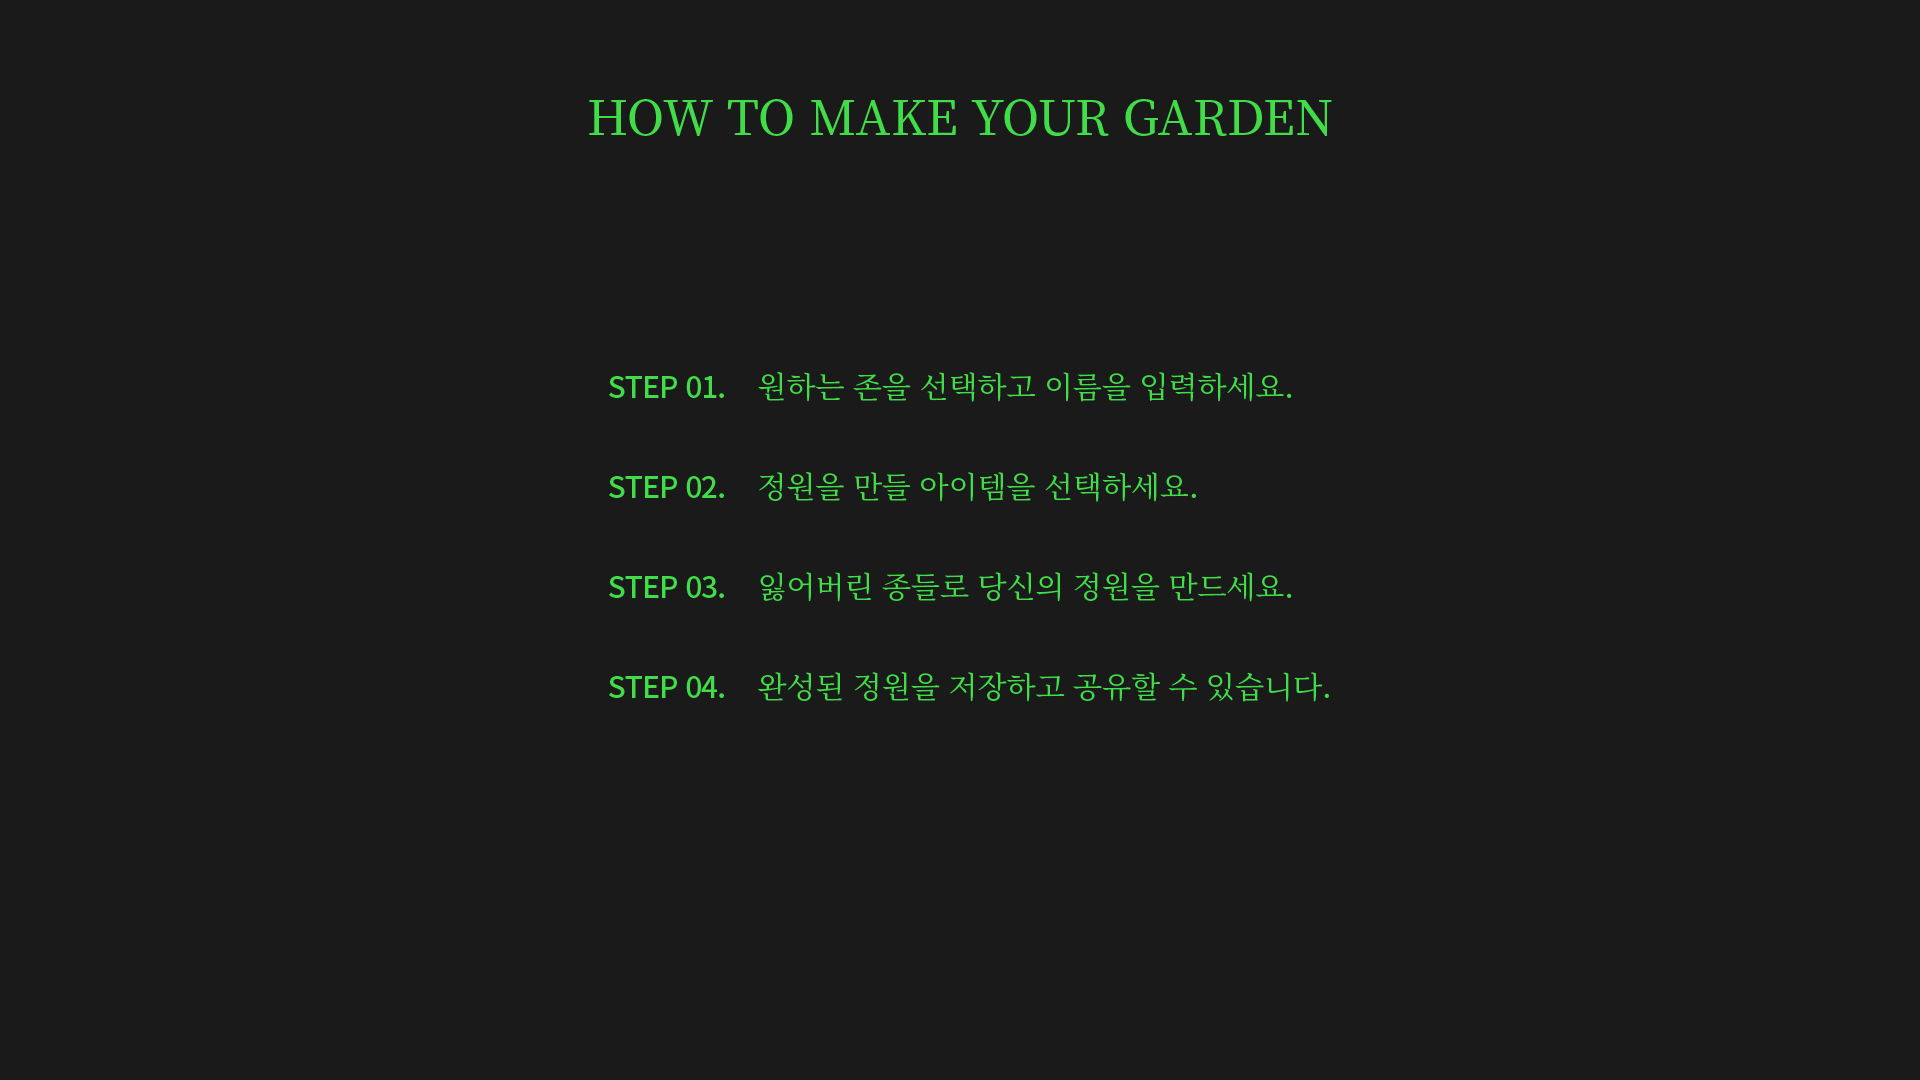 HOW TO MAKE YOUR GARDEN
STEP 01. 원하는 존을 선택하고 이름을 입력하세요.
STEP 02. 정원을 만들 아이템을 선택하세요.
STEP 03. 잃어버린 종들로 당신의 정원을 만드세요.
STEP 04. 완성된 정원을 저장하고 공유할 수 있습니다.